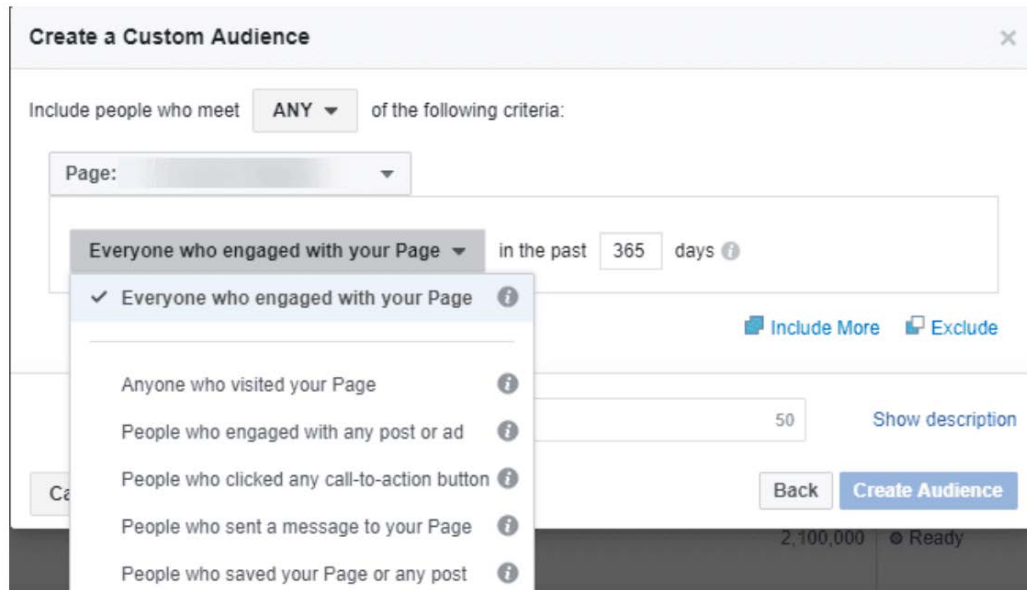 Create a Custom Audience
Include people who meet ANY of the following criteria:
Page:
Everyone who engaged with your Page in the past 365 days
Everyone who engaged with your Page
Include More Exclude
Anyone who visited your Page
50 Show description
People who engaged with any post or ad
People who clicked any call-to-action button
Ca Back Create Audience
People who sent a message to your Page
2,100,000 Ready
People who saved your Page or any post